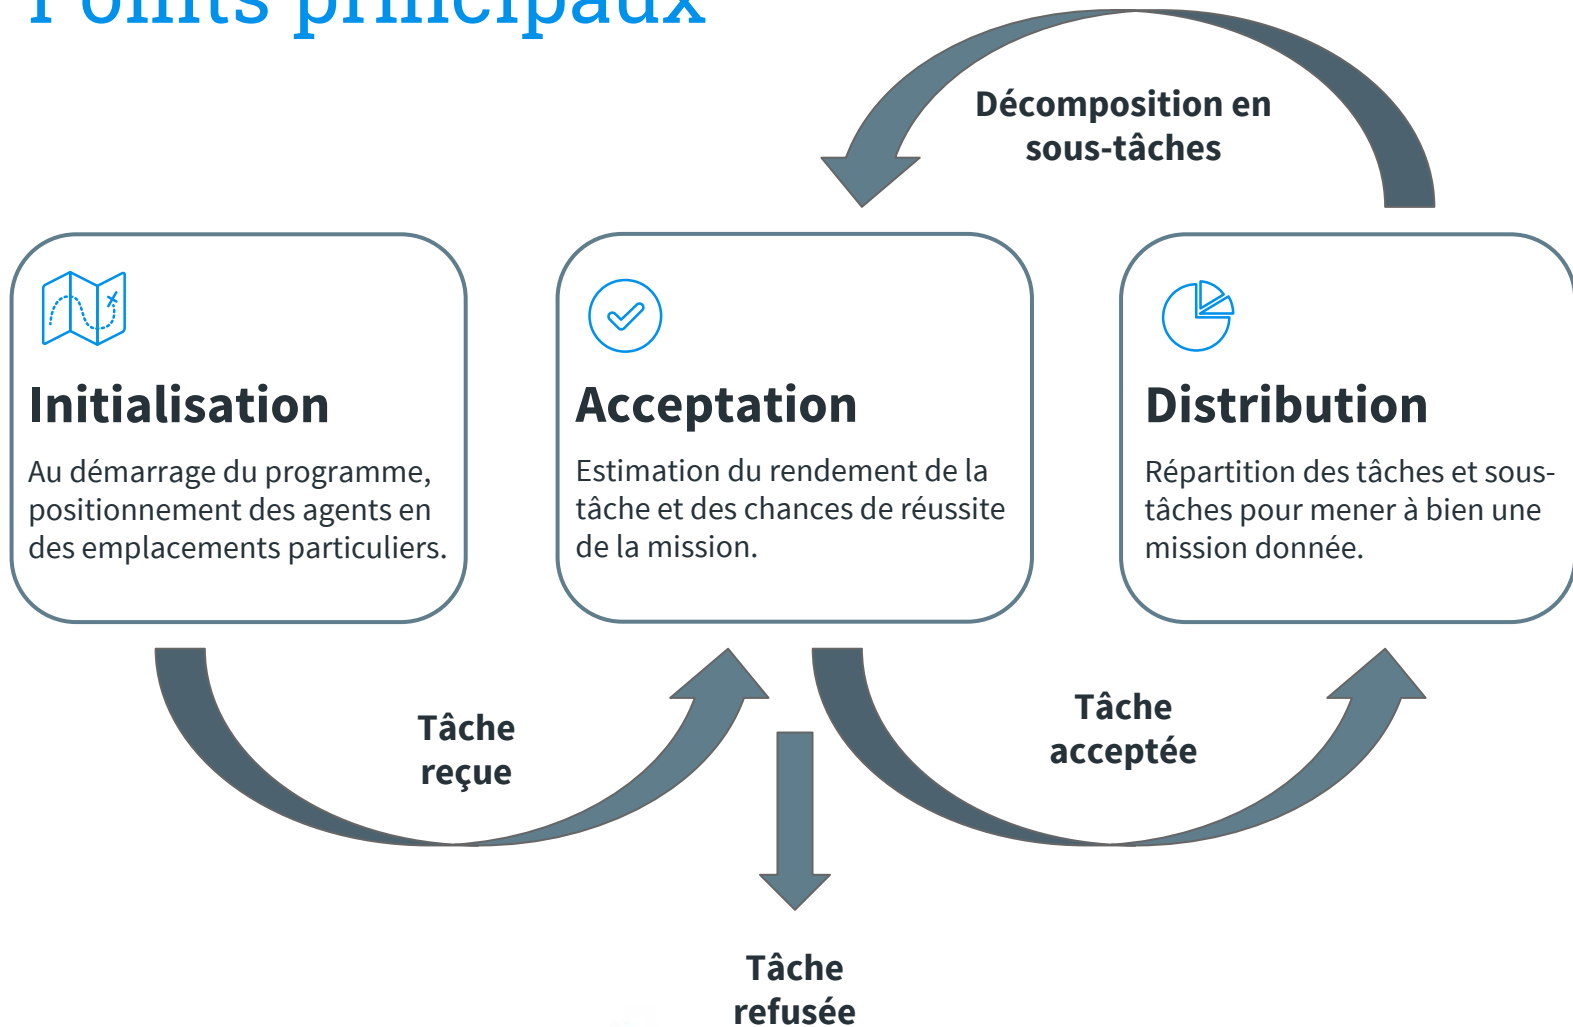 Points principaux
Décomposition en
sous-tâches
Initialisation
Au démarrage du programme,
positionnement des agents en
des emplacements particuliers.
Acceptation
Estimation du rendement de la
tâche et des chances de réussite
de la mission.
Distribution
Répartition des tâches et sous-
tâches pour mener à bien une
mission donnée.
Tâche
reçue
Tâche
acceptée
Tâche
refusée